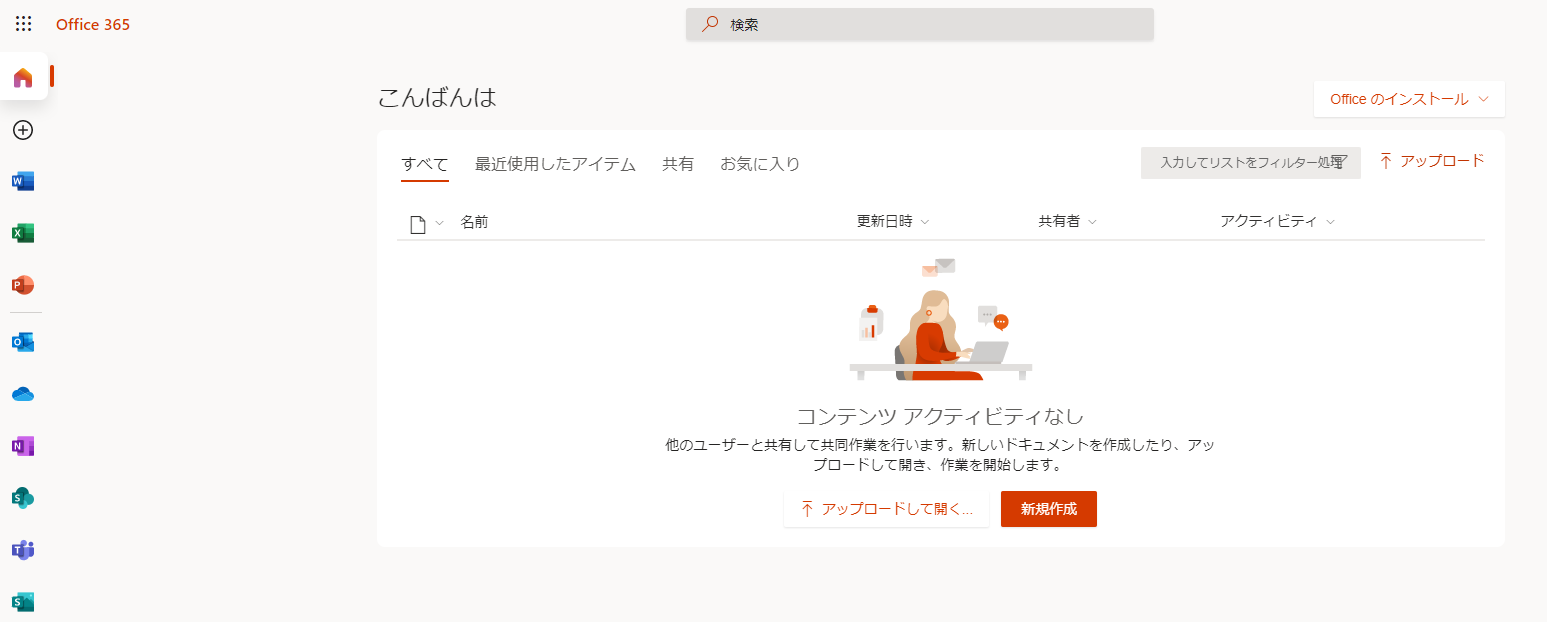 Office 365
検索
こんばんは
Office のインストール
すべて 最近使用したアイテム 共有 お気に入り
入力してリストをフィルター処理
アップロード
名前 更新日時 共有者 アクティビティ
コンテンツ アクティビティなし
他のユーザーと共有して共同作業を行います。新しいドキュメントを作成したり、アッ
プロードして開き、作業を開始します。
アップロードして開く...
新規作成
W
X
P
O
N
S
T
S